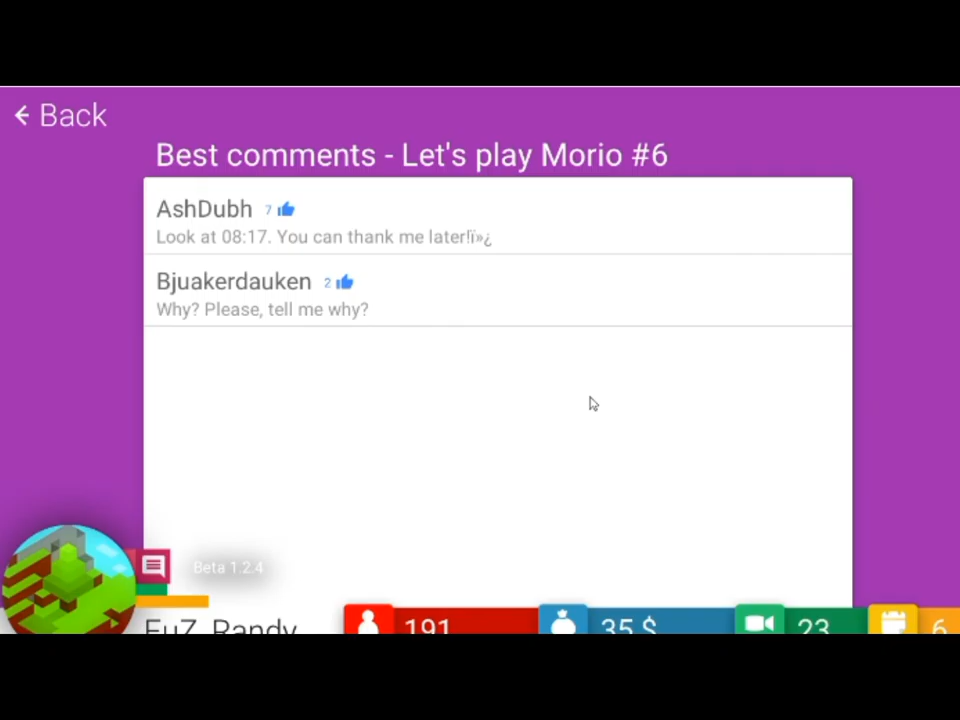 Back
Best comments - Let's play Morio #6
AshDubh 7
Look at 08:17. You can thank me later!ï»¿
Bjuakerdauken 2
Why? Please, tell me why?
Beta 1.2.4
EuZ_Randy 191 35 $ 23 6